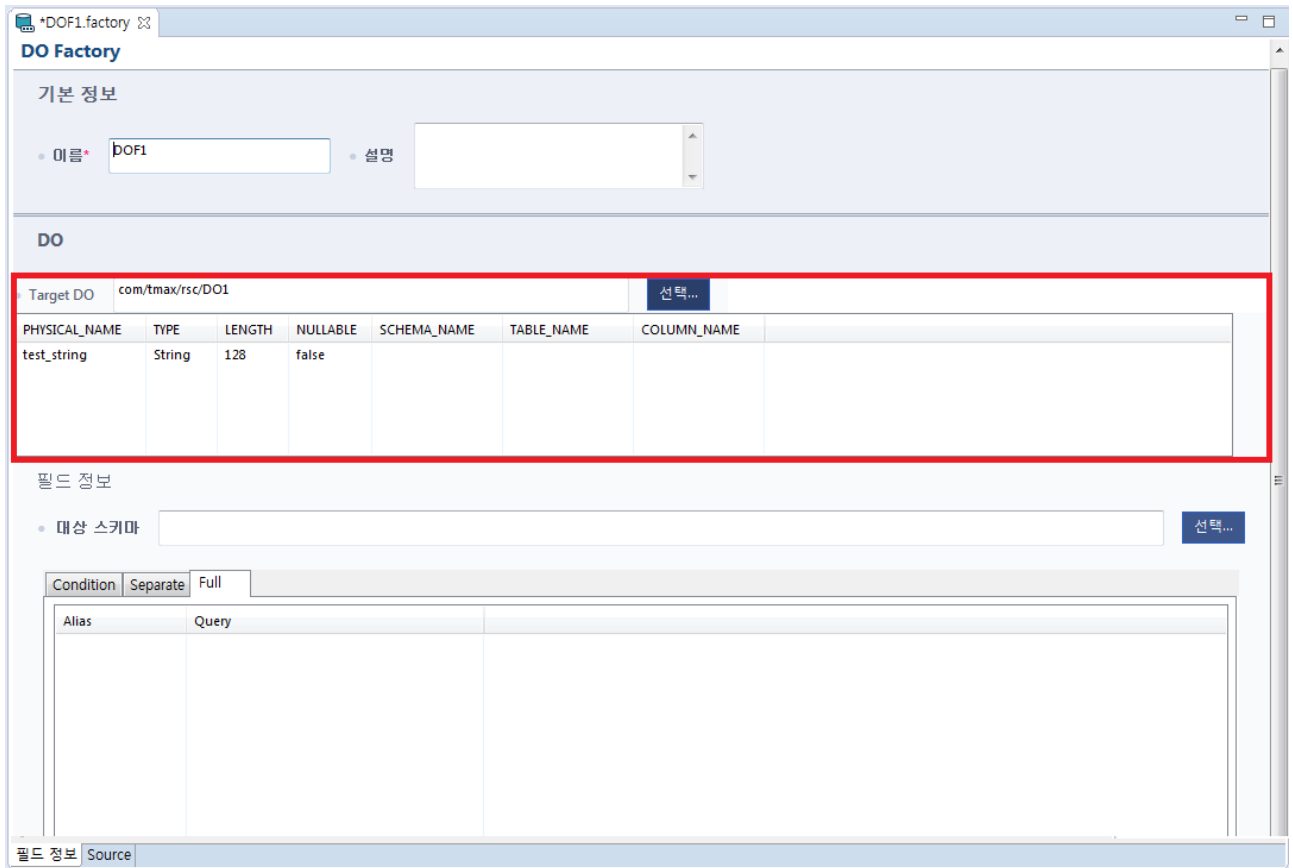 *DOF1.factory
DO Factory
기본 정보
이름* DOF1 설명
DO
Target DO com/tmax/rsc/DO1 선택...
PHYSICAL_NAME TYPE LENGTH NULLABLE SCHEMA_NAME TABLE_NAME COLUMN_NAME
test_string String 128 false
필드 정보
대상 스키마 선택...
Condition Separate Full
Alias Query
필드 정보 Source